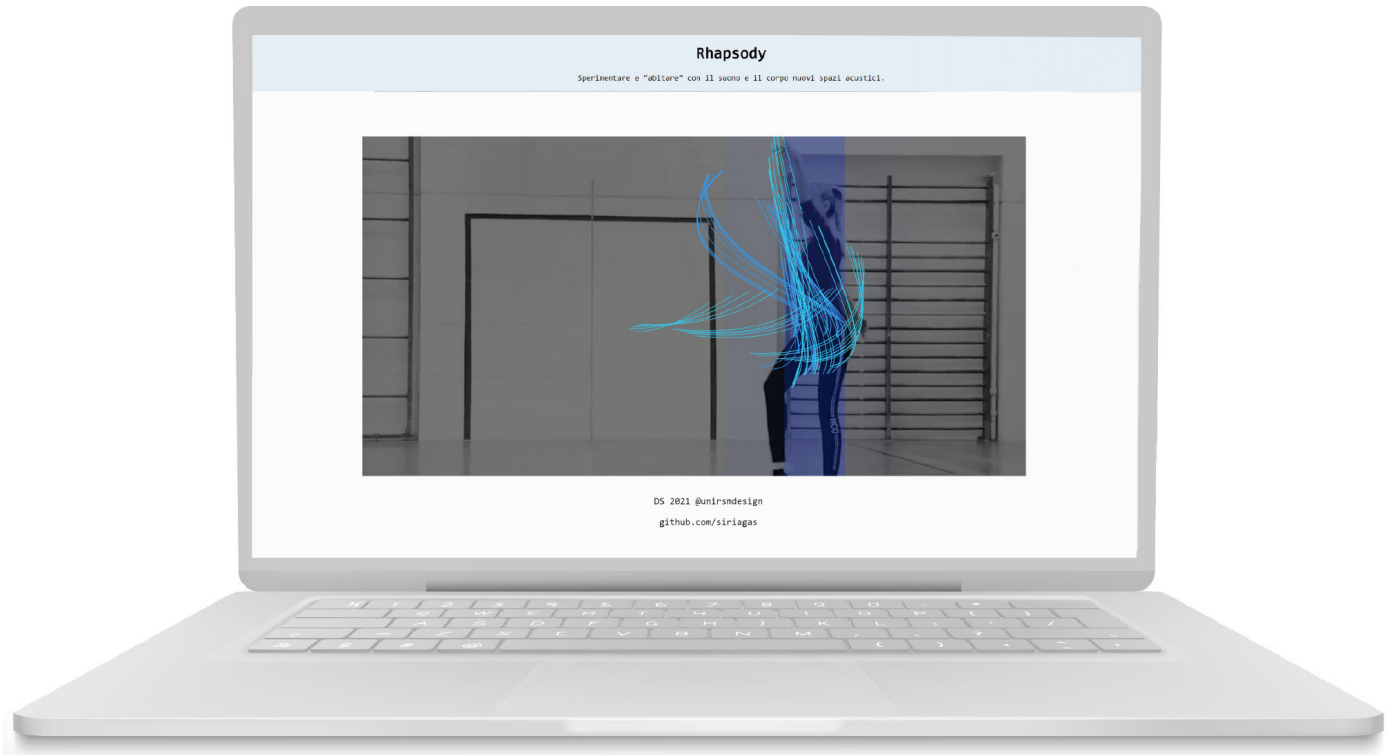 Rhapsody
Sperimentare e “abitare” con il suono e il corpo nuovi spazi acustici.
DS 2021 @unirsmdesign
github.com/siriagas